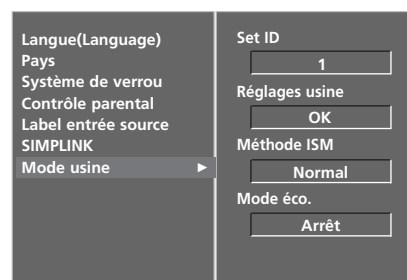 Langue(Language)
Pays
Système de verrou
Contrôle parental
Label entrée source
SIMPLINK
Mode usine ►
Set ID
1
Réglages usine
OK
Méthode ISM
Normal
Mode éco.
Arrêt